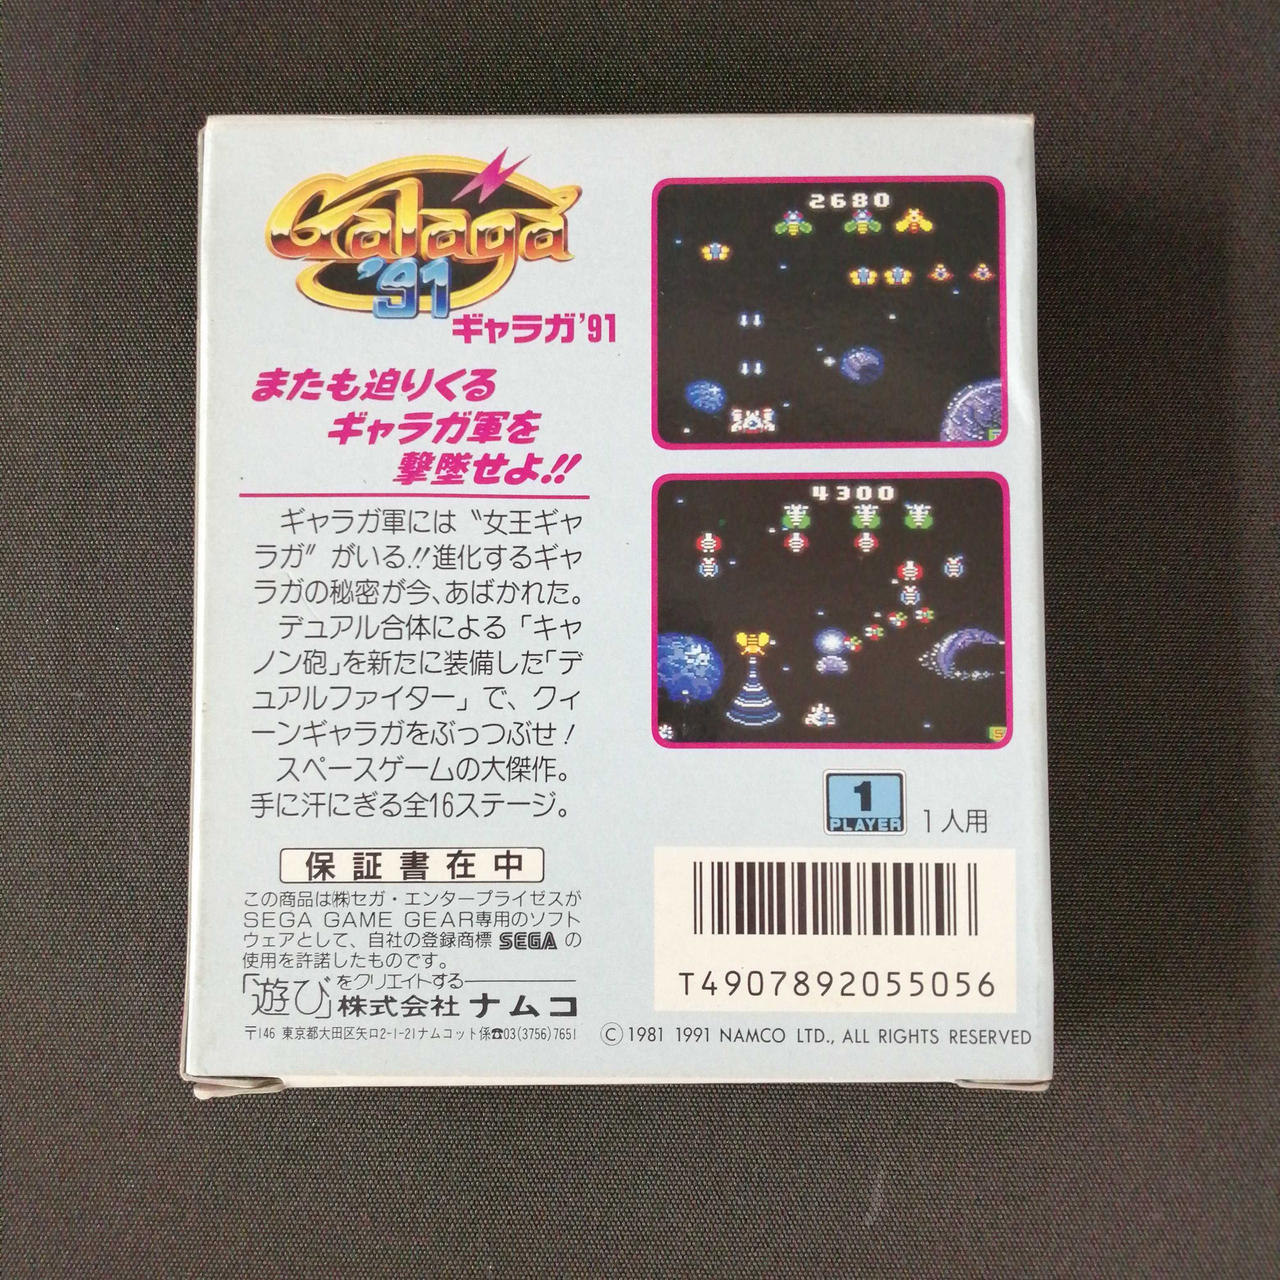 Galaga
'91
ギャラガ'91
またも迫りくる
ギャラガ軍を
撃墜せよ!!
ギャラガ軍には〝女王ギャ
ラガ〟がいる!!進化するギャ
ラガの秘密が今、あばかれた。
デュアル合体による「キャ
ノン砲」を新たに装備した「デ
ュアルファイター」で、クィ
ーンギャラガをぶっつぶせ!
スペースゲームの大傑作。
手に汗にぎる全16ステージ。
保証書在中
この商品は㈱セガ・エンタープライゼスが
SEGA GAME GEAR専用のソフト
ウェアとして、自社の登録商標 SEGA の
使用を許諾したものです。
「遊び」をクリエイトする
株式会社 ナムコ
〒146 東京都大田区矢口2-1-21ナムコット係☎03(3756)7651
2680
4300
1
PLAYER
1人用
T4907892055056
© 1981 1991 NAMCO LTD., ALL RIGHTS RESERVED